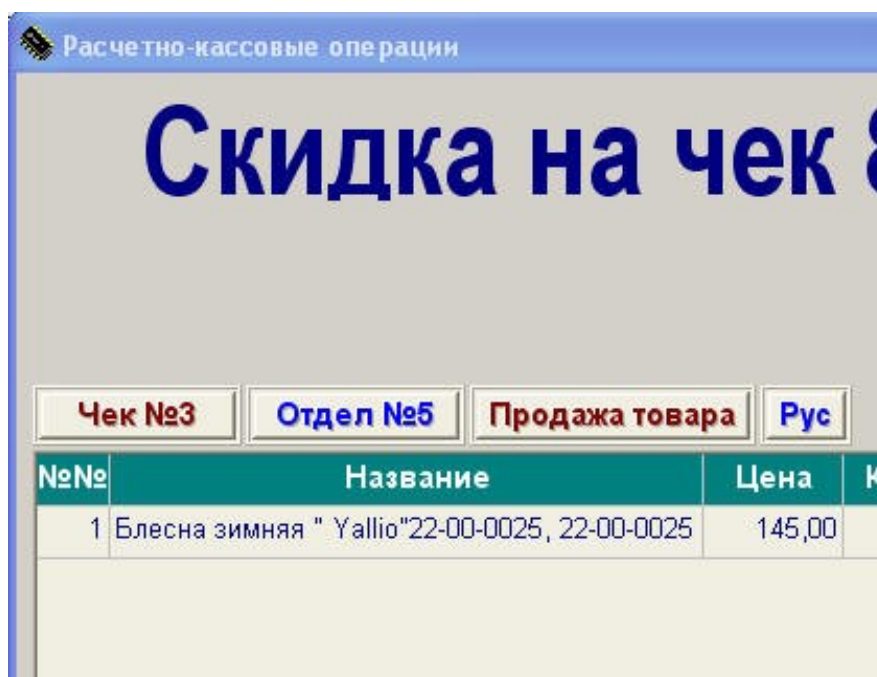 Расчетно-кассовые операции
Скидка на чек
Чек №3 Отдел №5 Продажа товара Рус
№№ Название Цена
1 Блесна зимняя " Yallio"22-00-0025, 22-00-0025 145,00